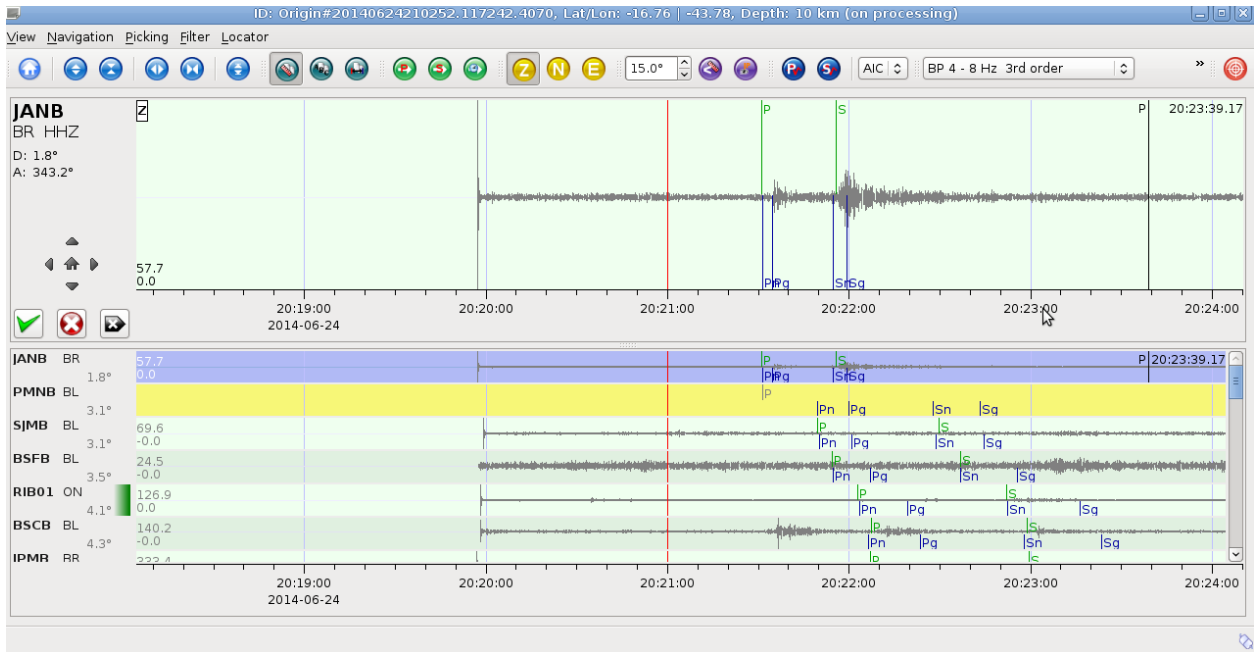 ID: Origin#20140624210252.117242.4070, Lat/Lon: -16.76 | -43.78, Depth: 10 km (on processing)
View Navigation Picking Filter Locator
P S Z N E 15.0° P S AIC BP 4 - 8 Hz 3rd order »
JANB Z P S P 20:23:39.17
BR HHZ
D: 1.8°
A: 343.2°
57.7
0.0
Pn Pg Sn Sg
20:19:00 20:20:00 20:21:00 20:22:00 20:23:00 20:24:00
2014-06-24
JANB BR 57.7 P S P 20:23:39.17
1.8° 0.0 Pn Pg Sn Sg
PMNB BL P
3.1° Pn Pg Sn Sg
SJMB BL 69.6 P S
3.1° -0.0 Pn Pg Sn Sg
BSFB BL 24.5 P S
3.5° -0.0 Pn Pg Sn Sg
RIB01 ON 126.9 P S
4.1° 0.0 Pn Pg Sn Sg
BSCB BL 140.2 P S
4.3° -0.0 Pn Pg Sn Sg
P S
20:19:00 20:20:00 20:21:00 20:22:00 20:23:00 20:24:00
2014-06-24